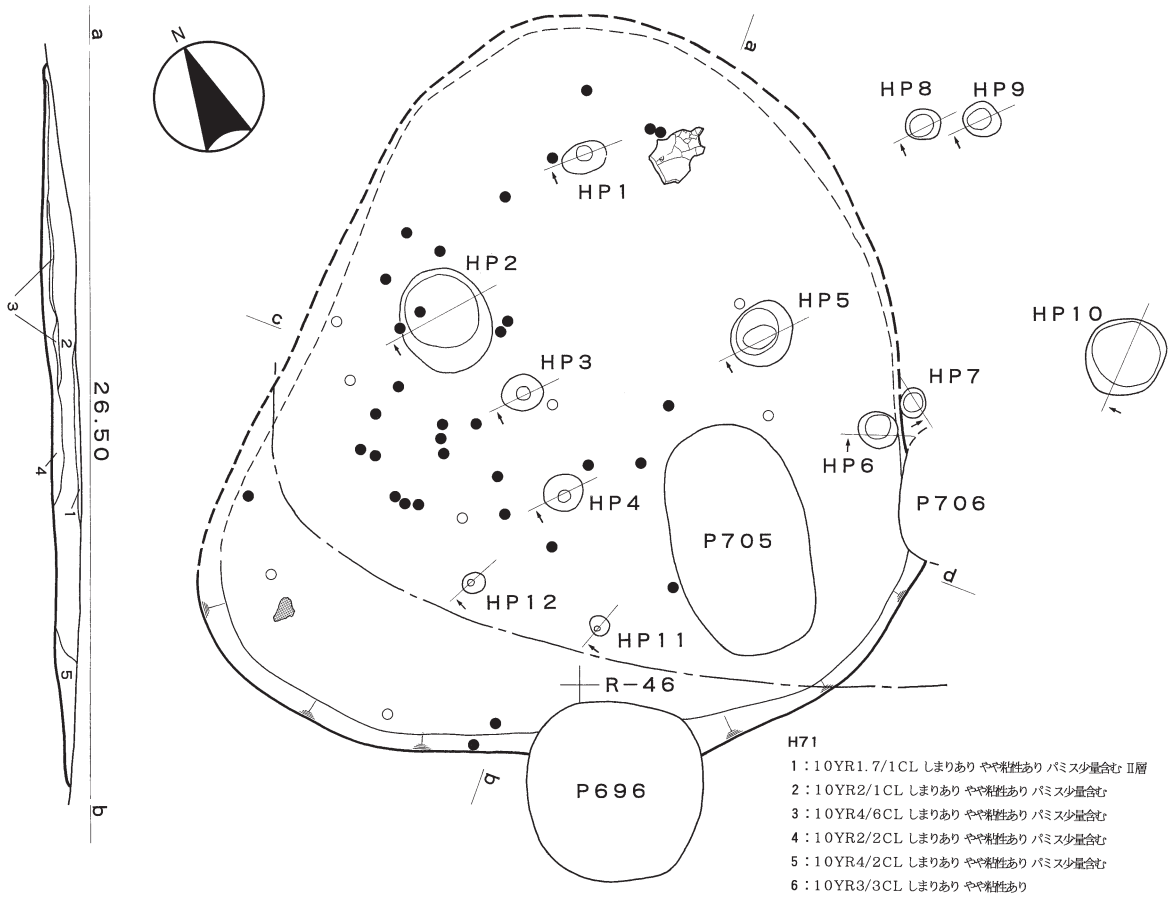 a
N
a
HP8
HP9
HP1
HP2
HP5
HP10
c
3
2
26.50
HP3
HP7
HP6
4
1
HP4
P706
P705
d
HP12
HP11
5
R-46
H71
1：10YR1.7/1CL しまりあり やや粘性あり パミス少量含む Ⅱ層
2：10YR2/1CL しまりあり やや粘性あり パミス少量含む
3：10YR4/6CL しまりあり やや粘性あり パミス少量含む
4：10YR2/2CL しまりあり やや粘性あり パミス少量含む
5：10YR4/2CL しまりあり やや粘性あり パミス少量含む
6：10YR3/3CL しまりあり やや粘性あり
b
b
P696